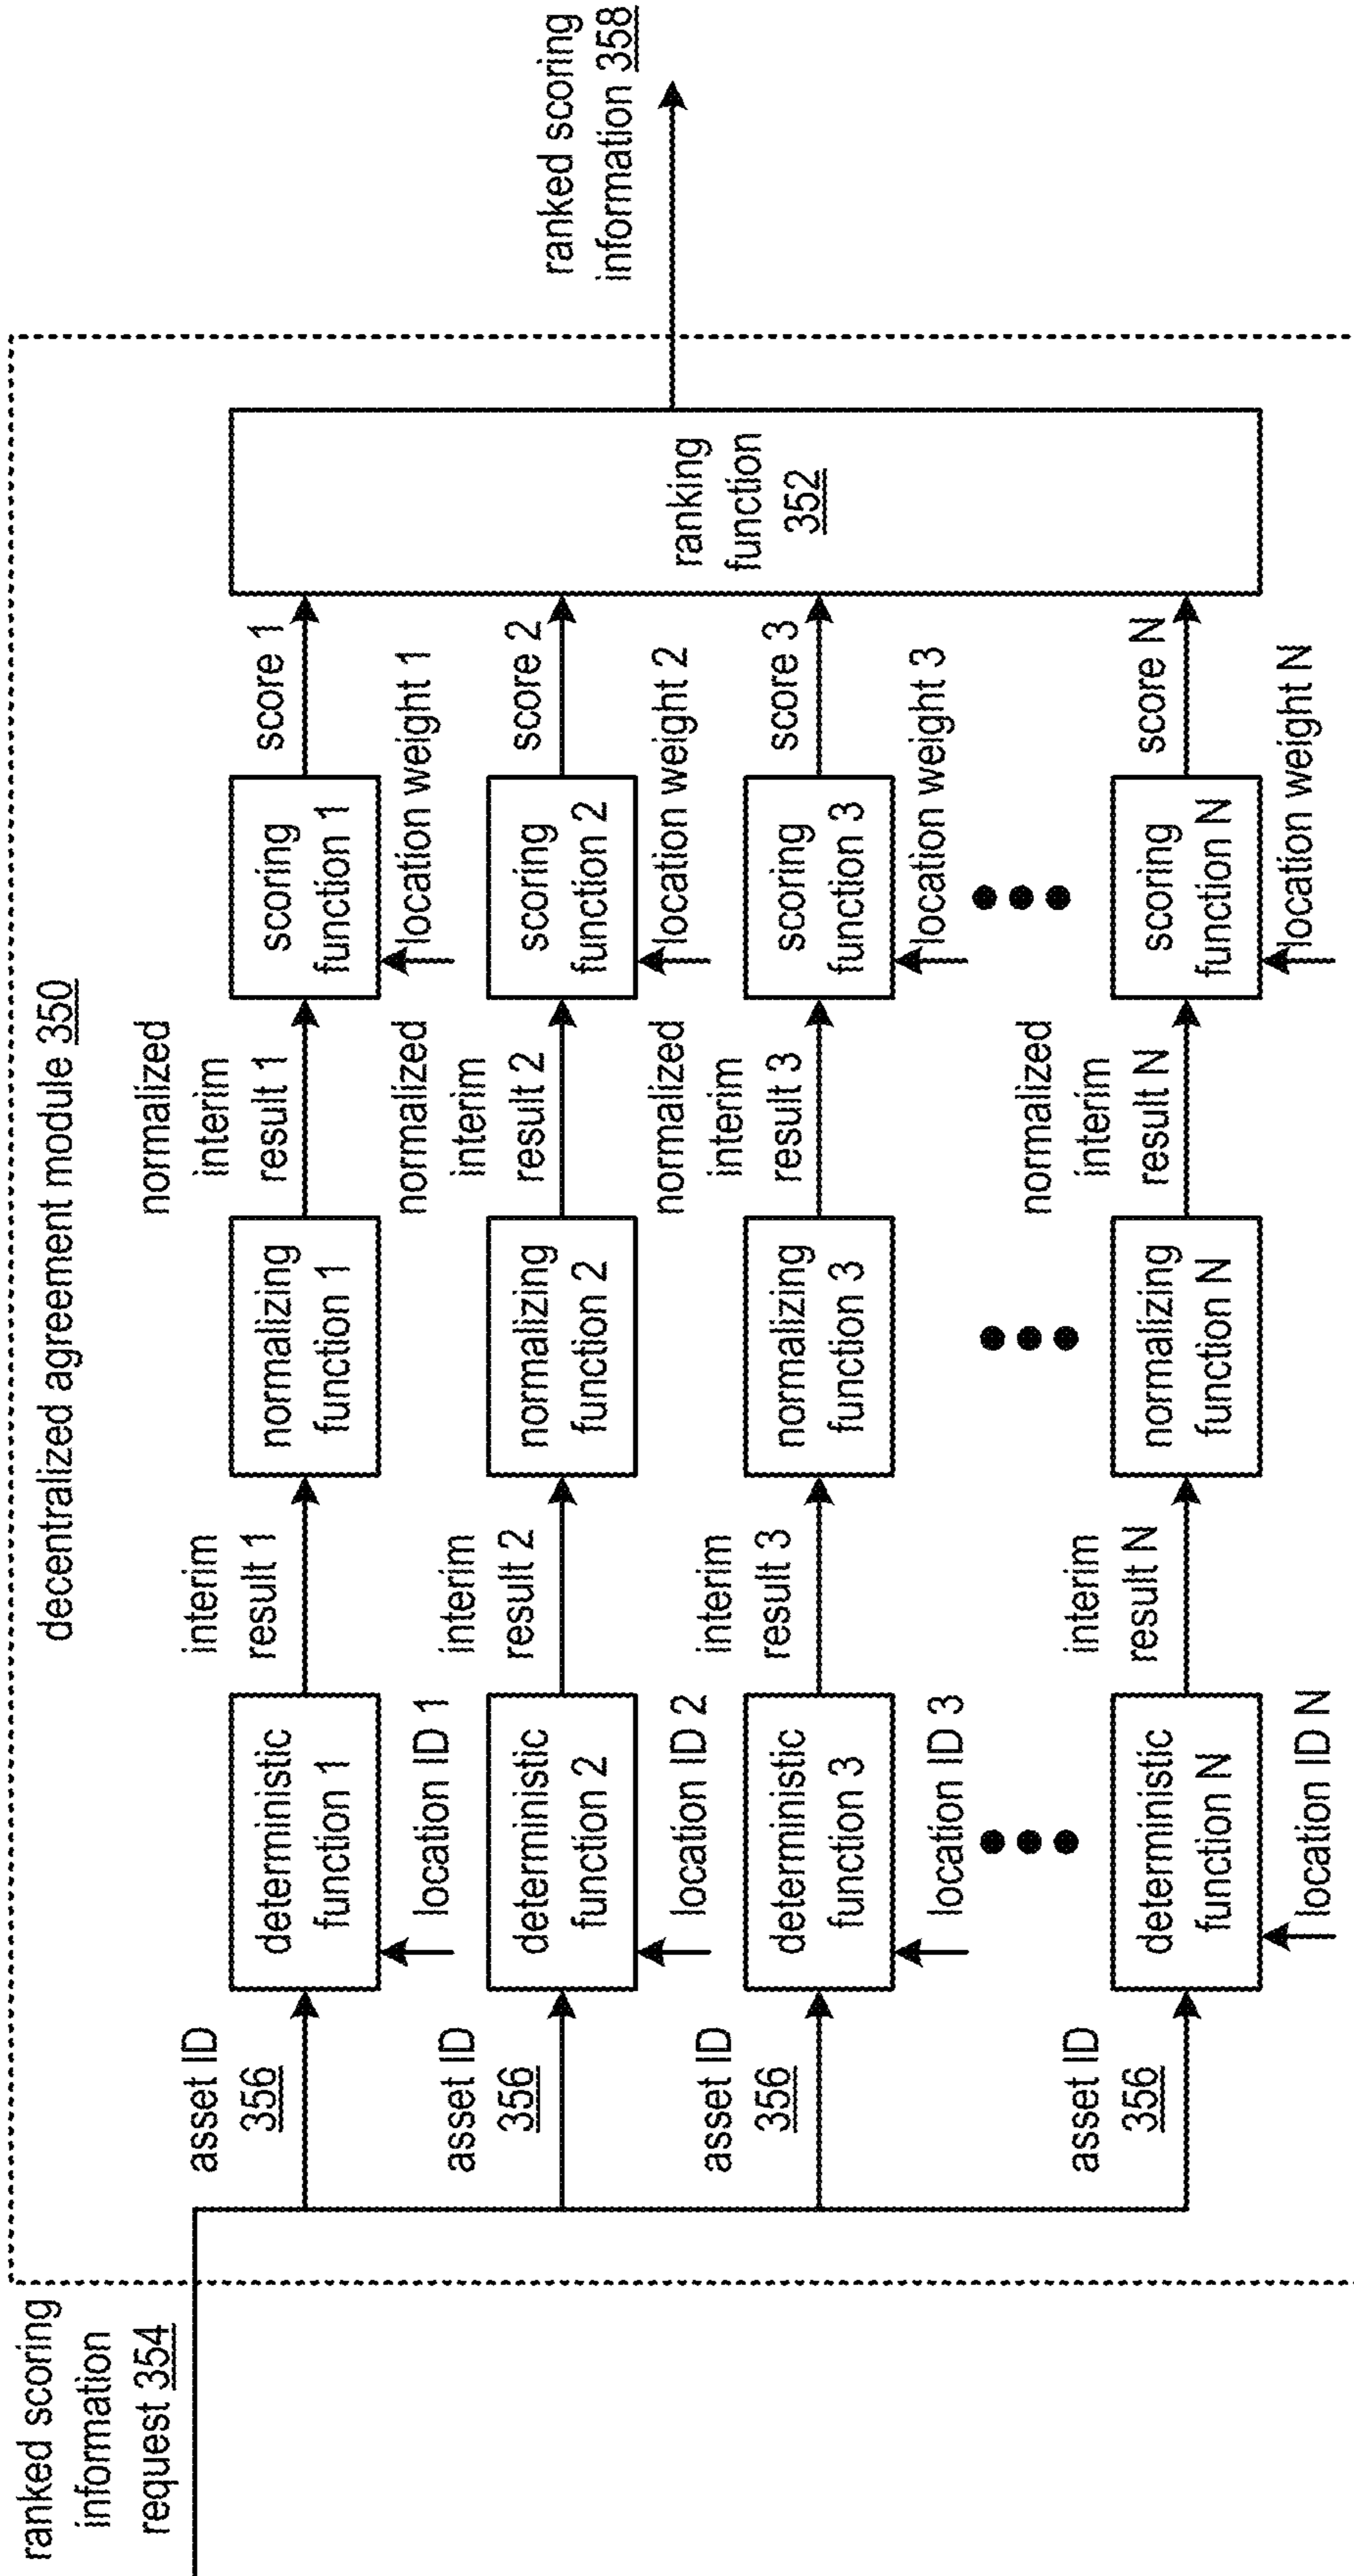 decentralized agreement module 350
ranked scoring
information
request 354
asset ID
356
deterministic
function 1
location ID 1
interim
result 1
normalizing
function 1
normalized
interim
result 1
scoring
function 1
location weight 1
score 1
asset ID
356
deterministic
function 2
location ID 2
interim
result 2
normalizing
function 2
normalized
interim
result 2
scoring
function 2
location weight 2
score 2
asset ID
356
deterministic
function 3
location ID 3
interim
result 3
normalizing
function 3
normalized
interim
result 3
scoring
function 3
location weight 3
score 3
asset ID
356
deterministic
function N
location ID N
interim
result N
normalizing
function N
normalized
interim
result N
scoring
function N
location weight N
score N
ranking
function
352
ranked scoring
information 358